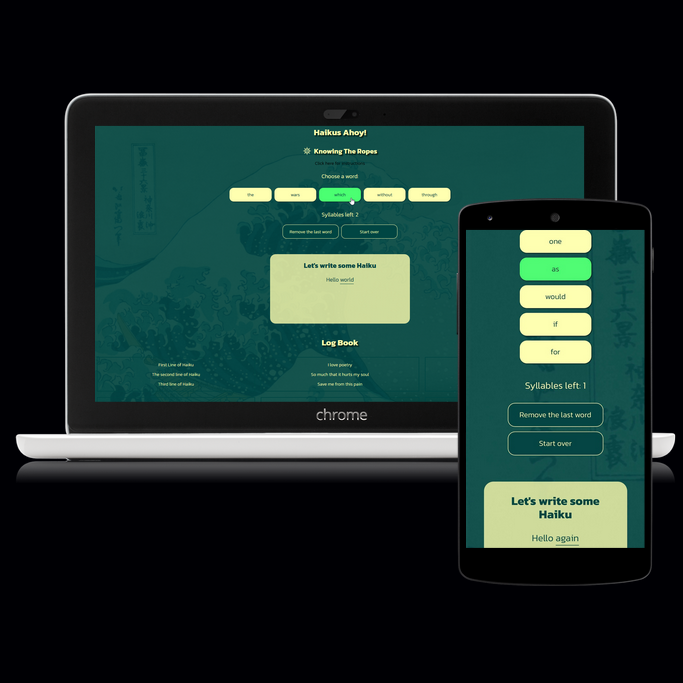 Haikus Ahoy!
Knowing The Ropes
Choose a word
the wars which without through
Syllables left: 2
Remove the last word Start over
Let's write some Haiku
Hello world
Log Book
First Line of Haiku I love poetry
The second line of Haiku So much that it hurts my soul
Third line of Haiku Save me from this pain
chrome
one
as
would
if
for
Syllables left: 1
Remove the last word
Start over
Let's write some
Haiku
Hello again